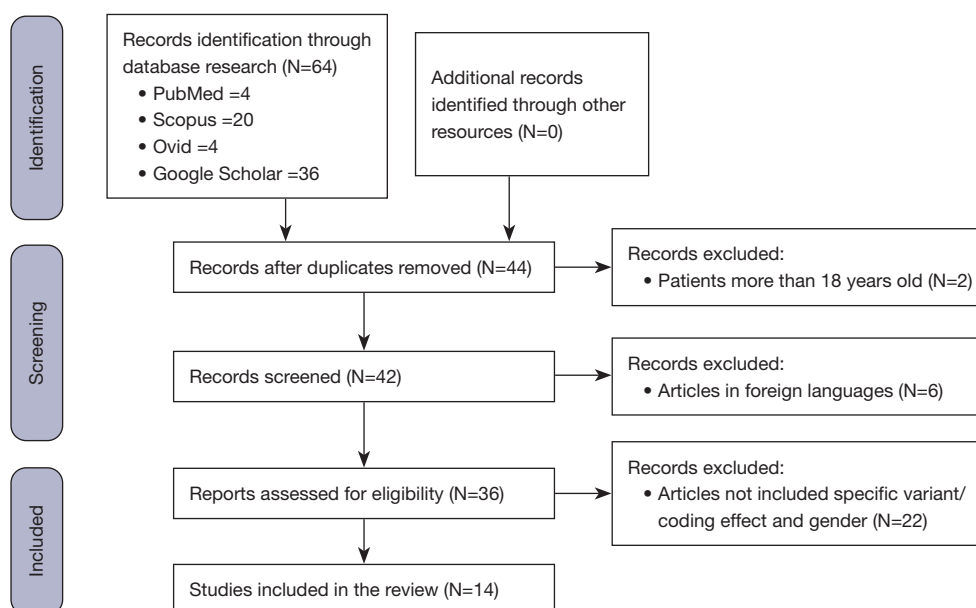 Identification
Records identification through
database research (N=64)
• PubMed =4
• Scopus =20
• Ovid =4
• Google Scholar =36
Additional records
identified through other
resources (N=0)
Screening
Records after duplicates removed (N=44)
Records excluded:
• Patients more than 18 years old (N=2)
Records screened (N=42)
Records excluded:
• Articles in foreign languages (N=6)
Included
Reports assessed for eligibility (N=36)
Records excluded:
• Articles not included specific variant/
coding effect and gender (N=22)
Studies included in the review (N=14)